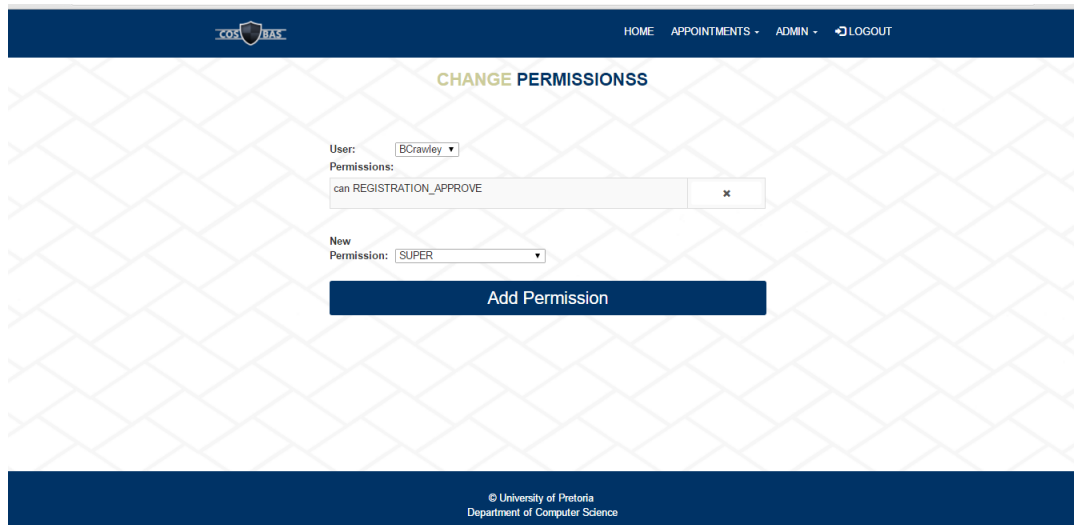 COS BAS
HOME APPOINTMENTS ADMIN LOGOUT
CHANGE PERMISSIONSS
User: BCrawley
Permissions:
can REGISTRATION_APPROVE
New
Permission: SUPER
Add Permission
© University of Pretoria
Department of Computer Science